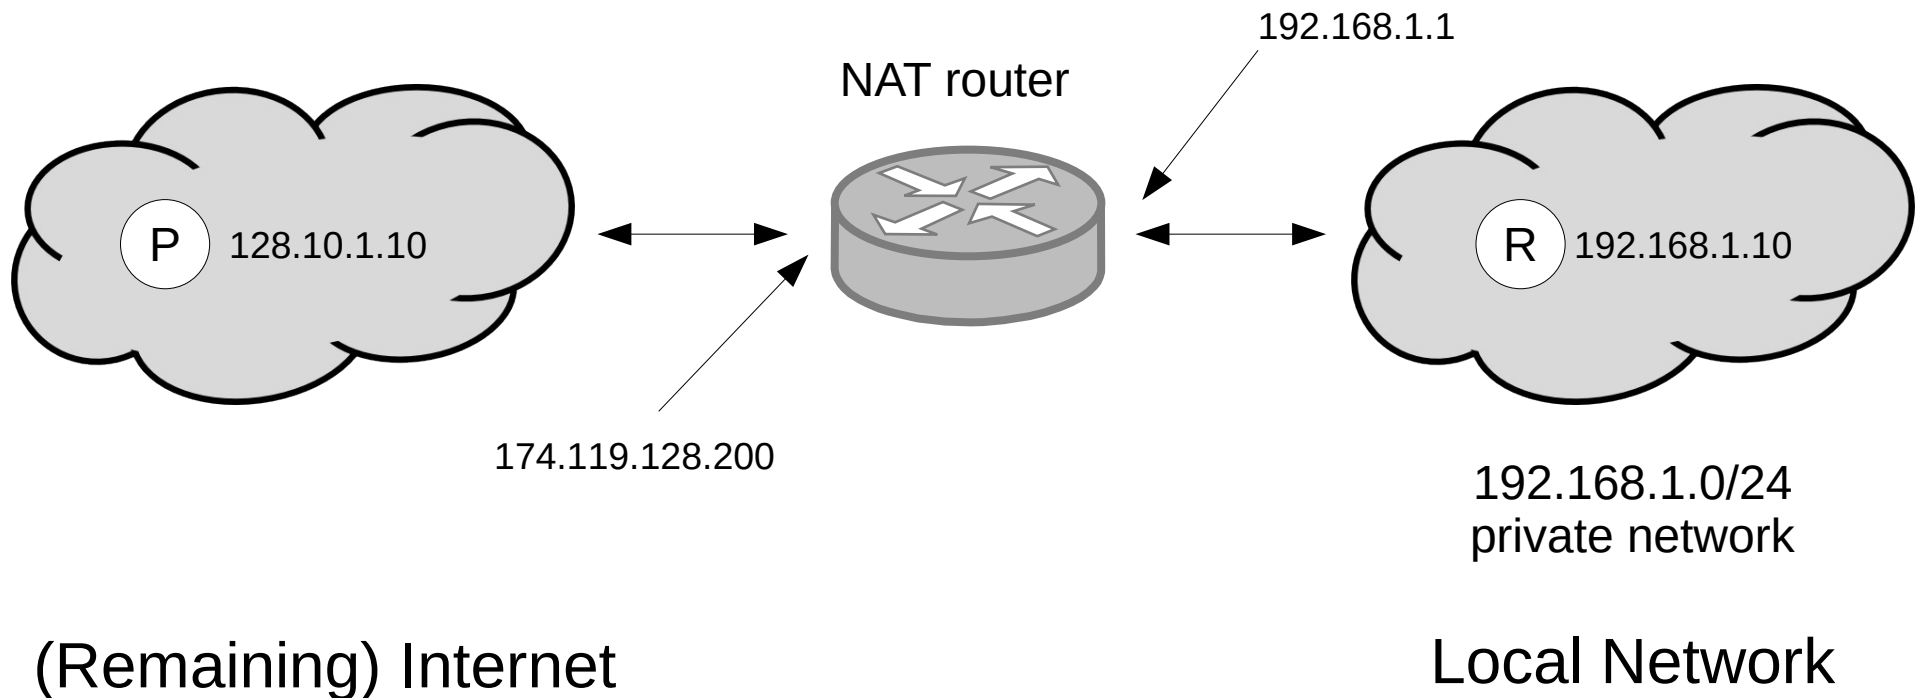 192.168.1.1
NAT router
P 128.10.1.10
R 192.168.1.10
174.119.128.200
192.168.1.0/24
private network
(Remaining) Internet
Local Network